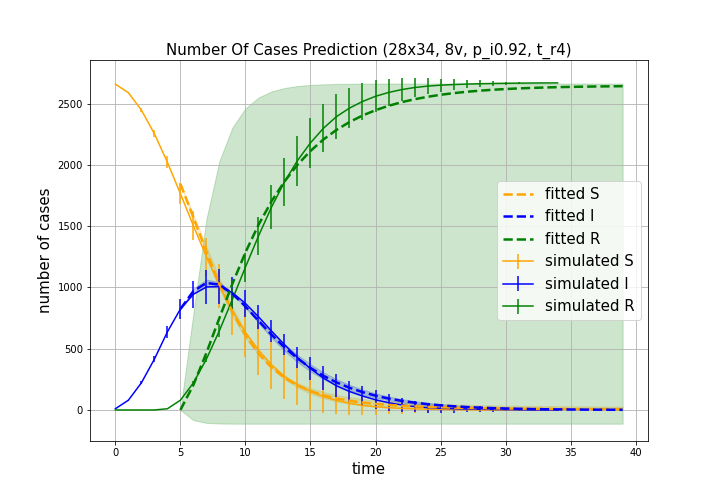 Number Of Cases Prediction (28x34, 8v, p_i0.92, t_r4)
number of cases
2500
2000
1500
1000
500
0
fitted S
fitted I
fitted R
simulated S
simulated I
simulated R
0 5 10 15 20 25 30 35 40
time